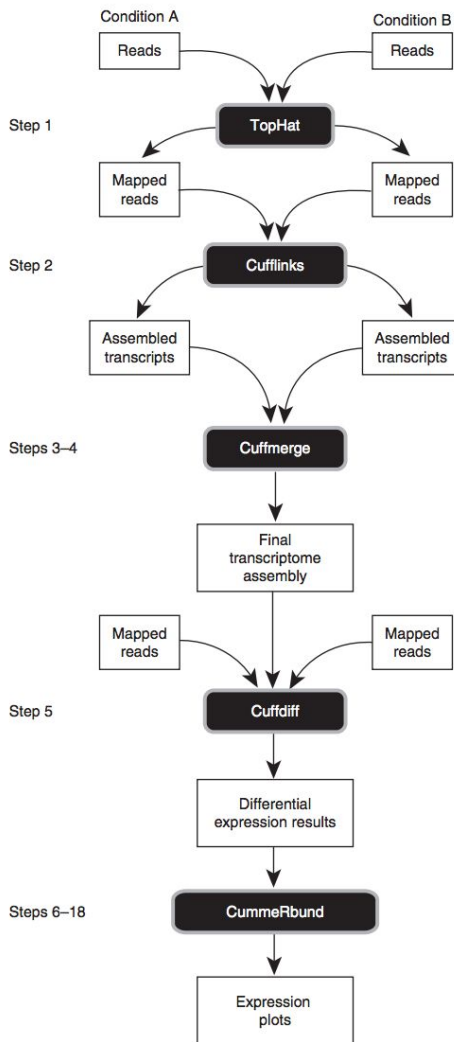 Condition A
Condition B
Reads
Reads
Step 1
TopHat
Mapped
reads
Mapped
reads
Step 2
Cufflinks
Assembled
transcripts
Assembled
transcripts
Steps 3–4
Cuffmerge
Final
transcriptome
assembly
Mapped
reads
Mapped
reads
Step 5
Cuffdiff
Differential
expression results
Steps 6–18
CummeRbund
Expression
plots